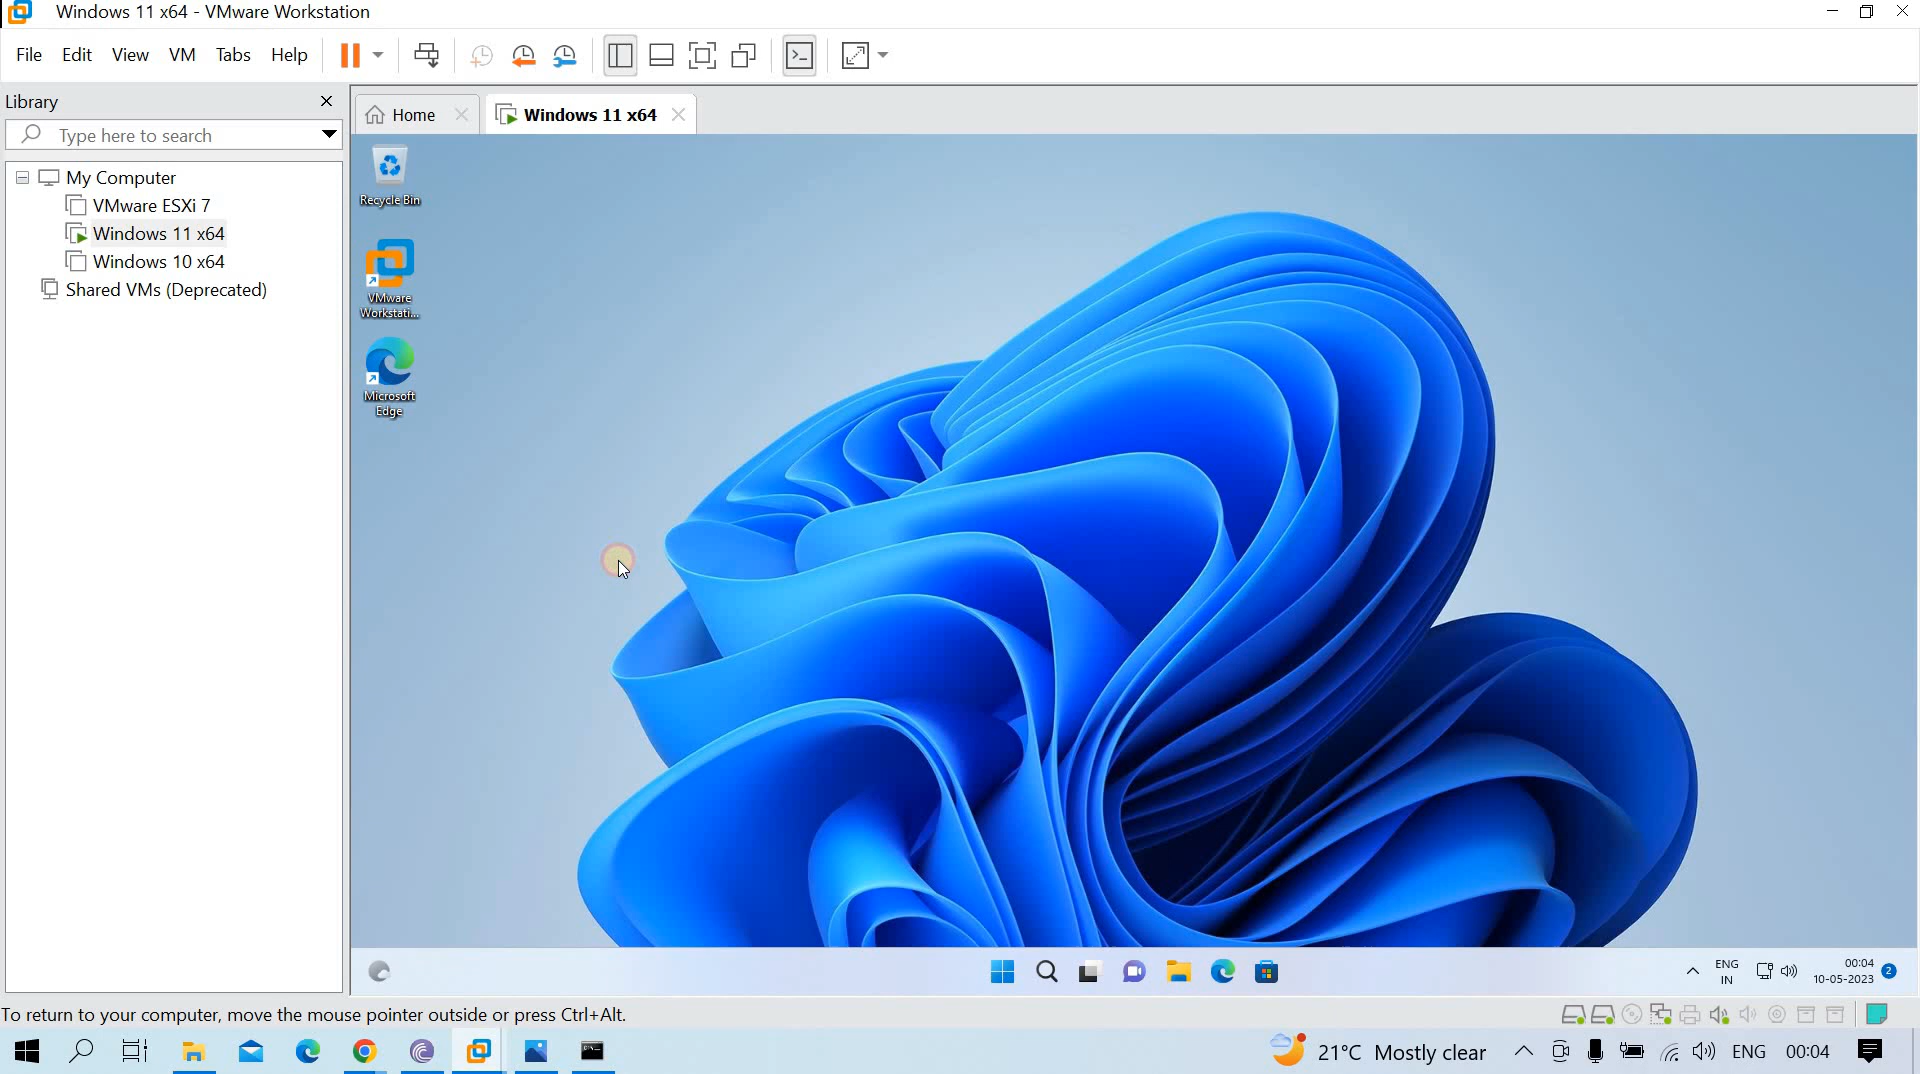 Windows 11 x64 - VMware Workstation
File Edit View VM Tabs Help
Library
Home
Windows 11 x64
Type here to search
My Computer
VMware ESXi 7
Windows 11 x64
Windows 10 x64
Shared VMs (Deprecated)
Recycle Bin
VMware
Workstati...
Microsoft
Edge
ENG
IN
00:04
10-05-2023
2
To return to your computer, move the mouse pointer outside or press Ctrl+Alt.
21°C Mostly clear
ENG
00:04